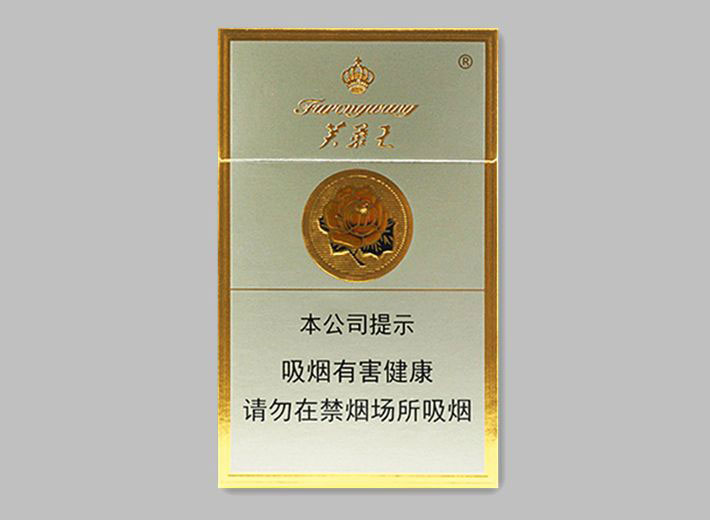 ®
Furongwang
芙蓉王
本公司提示
吸烟有害健康
请勿在禁烟场所吸烟